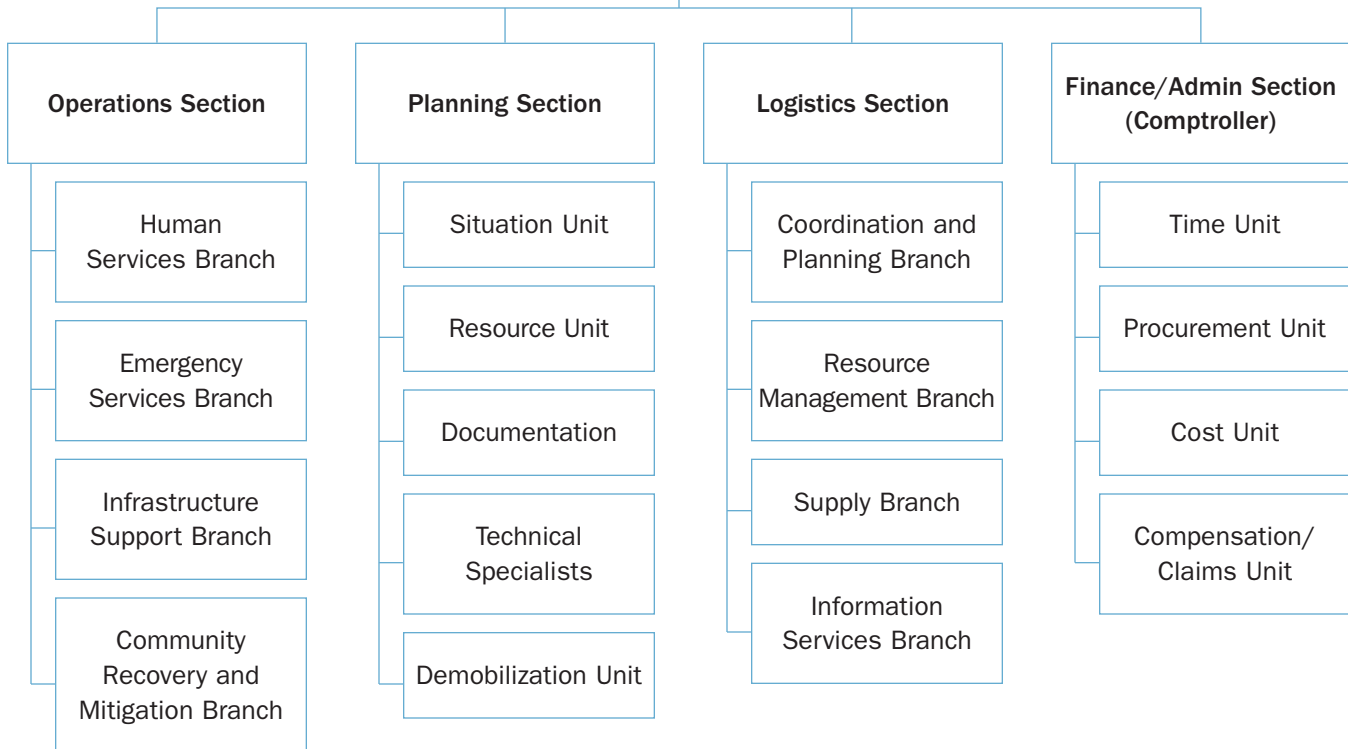 Operations Section
Human
Services Branch
Emergency
Services Branch
Infrastructure
Support Branch
Community
Recovery and
Mitigation Branch
Planning Section
Situation Unit
Resource Unit
Documentation
Technical
Specialists
Demobilization Unit
Logistics Section
Coordination and
Planning Branch
Resource
Management Branch
Supply Branch
Information
Services Branch
Finance/Admin Section
(Comptroller)
Time Unit
Procurement Unit
Cost Unit
Compensation/
Claims Unit